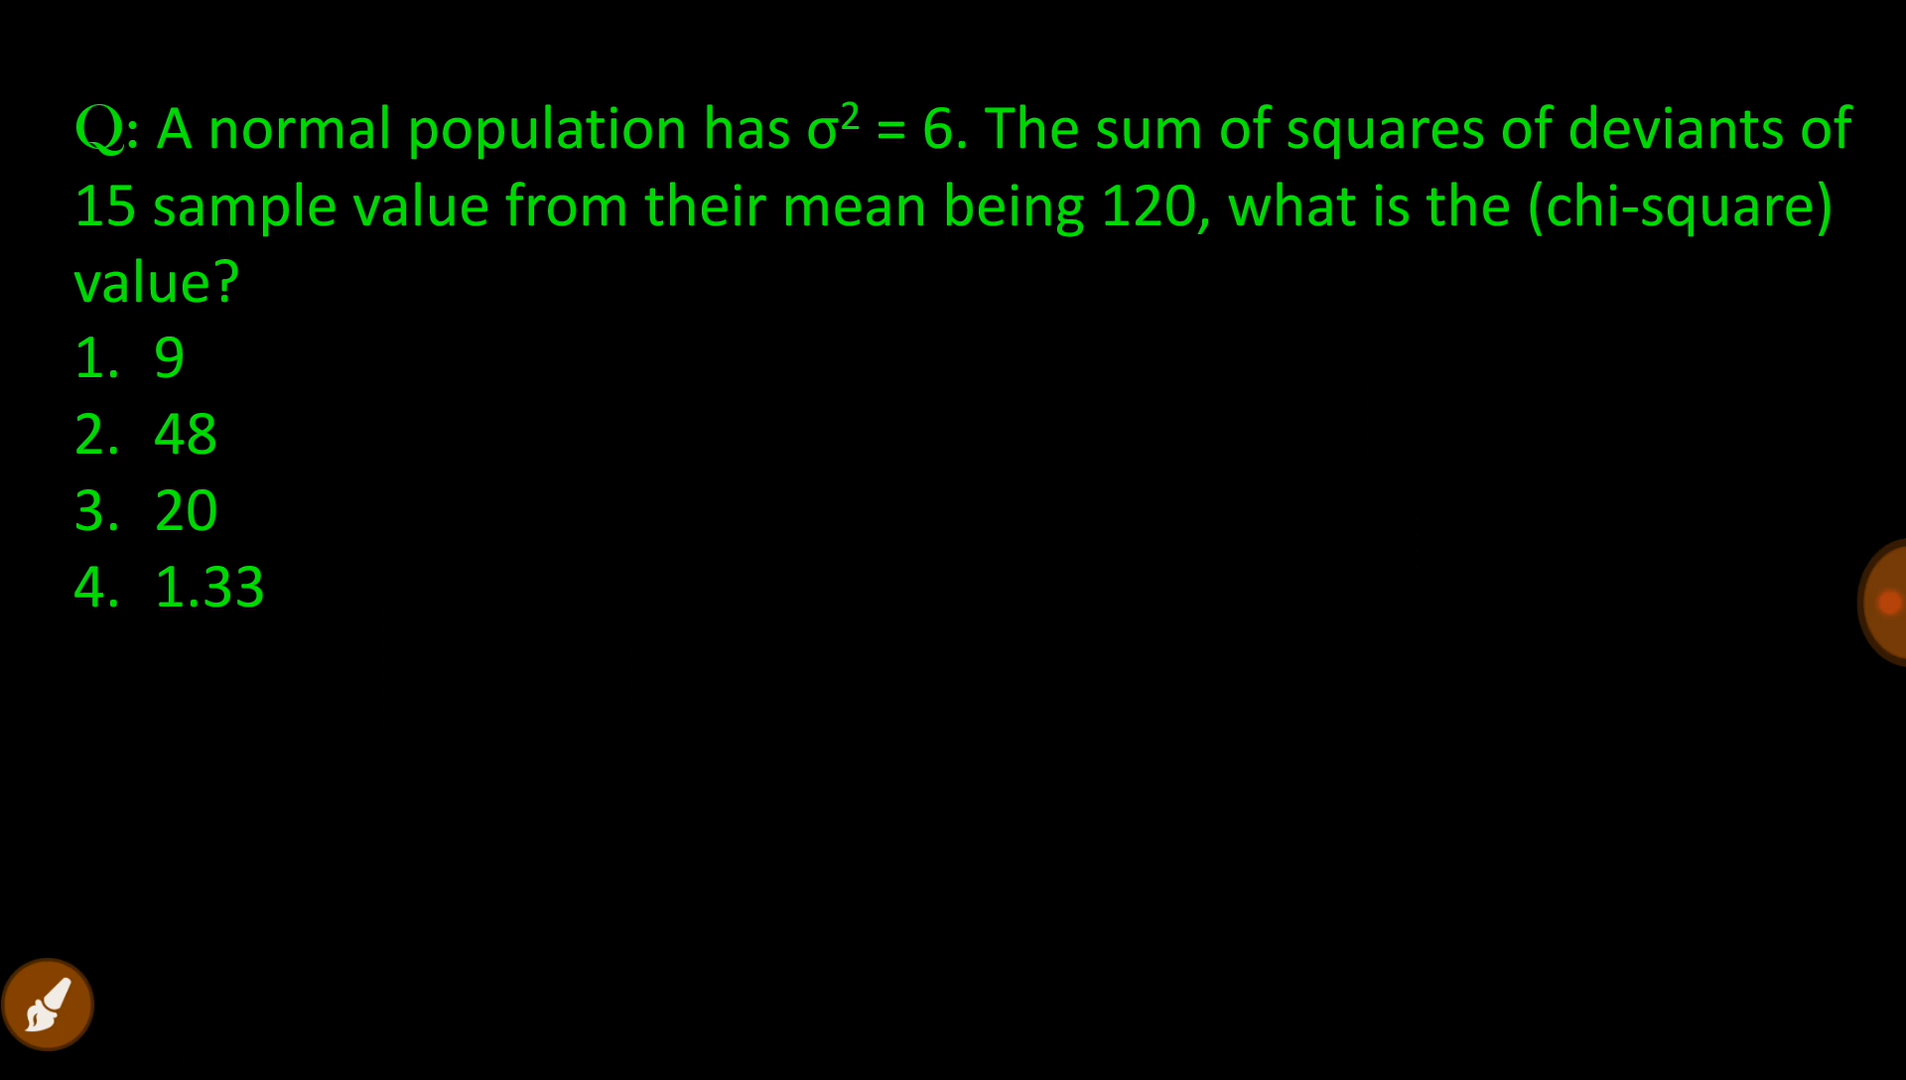 Q: A normal population has σ² = 6. The sum of squares of deviants of
15 sample value from their mean being 120, what is the (chi-square)
value?
1. 9
2. 48
3. 20
4. 1.33